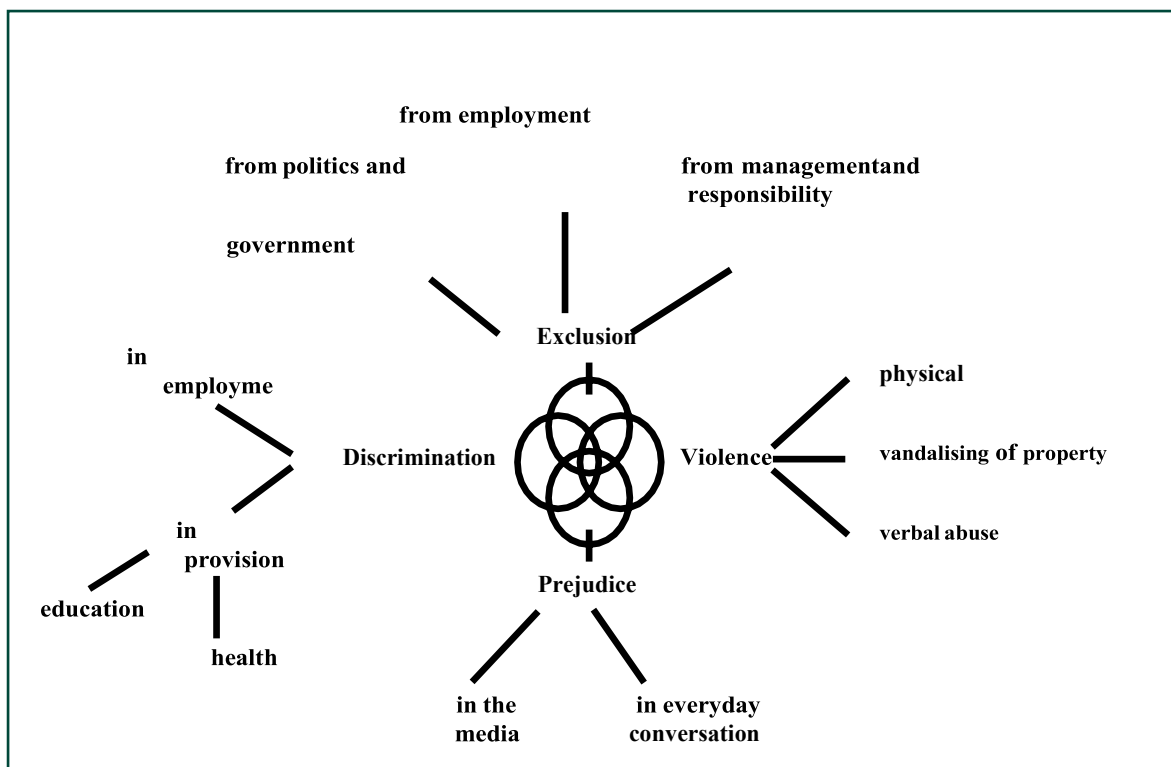 from employment
from politics and
government
from managementand
responsibility
Exclusion
in
employme
Discrimination
in
provision
education
health
Violence
physical
vandalising of property
verbal abuse
Prejudice
in the
media
in everyday
conversation